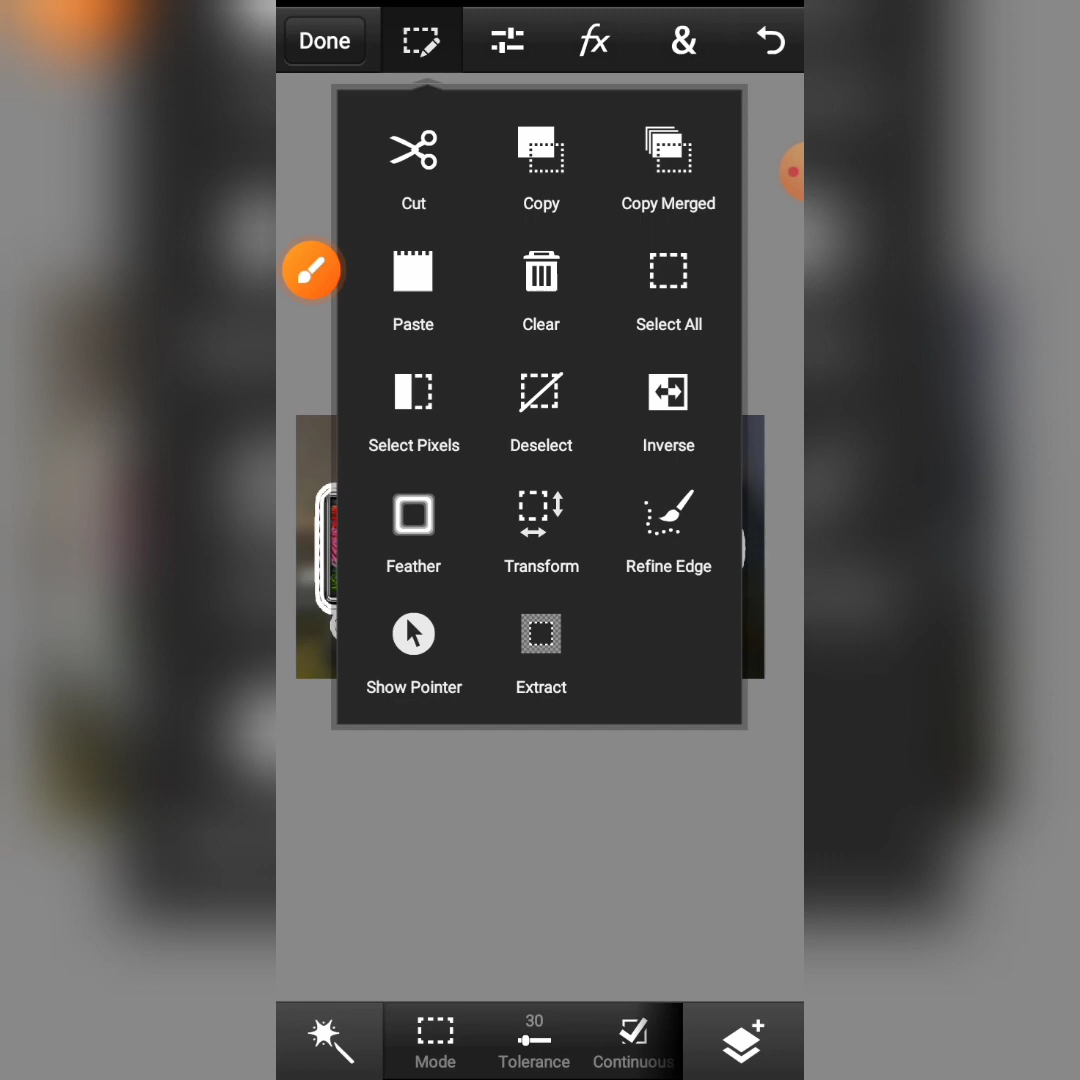 Done fx &
Cut Copy Copy Merged
Paste Clear Select All
Select Pixels Deselect Inverse
Feather Transform Refine Edge
Show Pointer Extract
30
Mode Tolerance Continuous